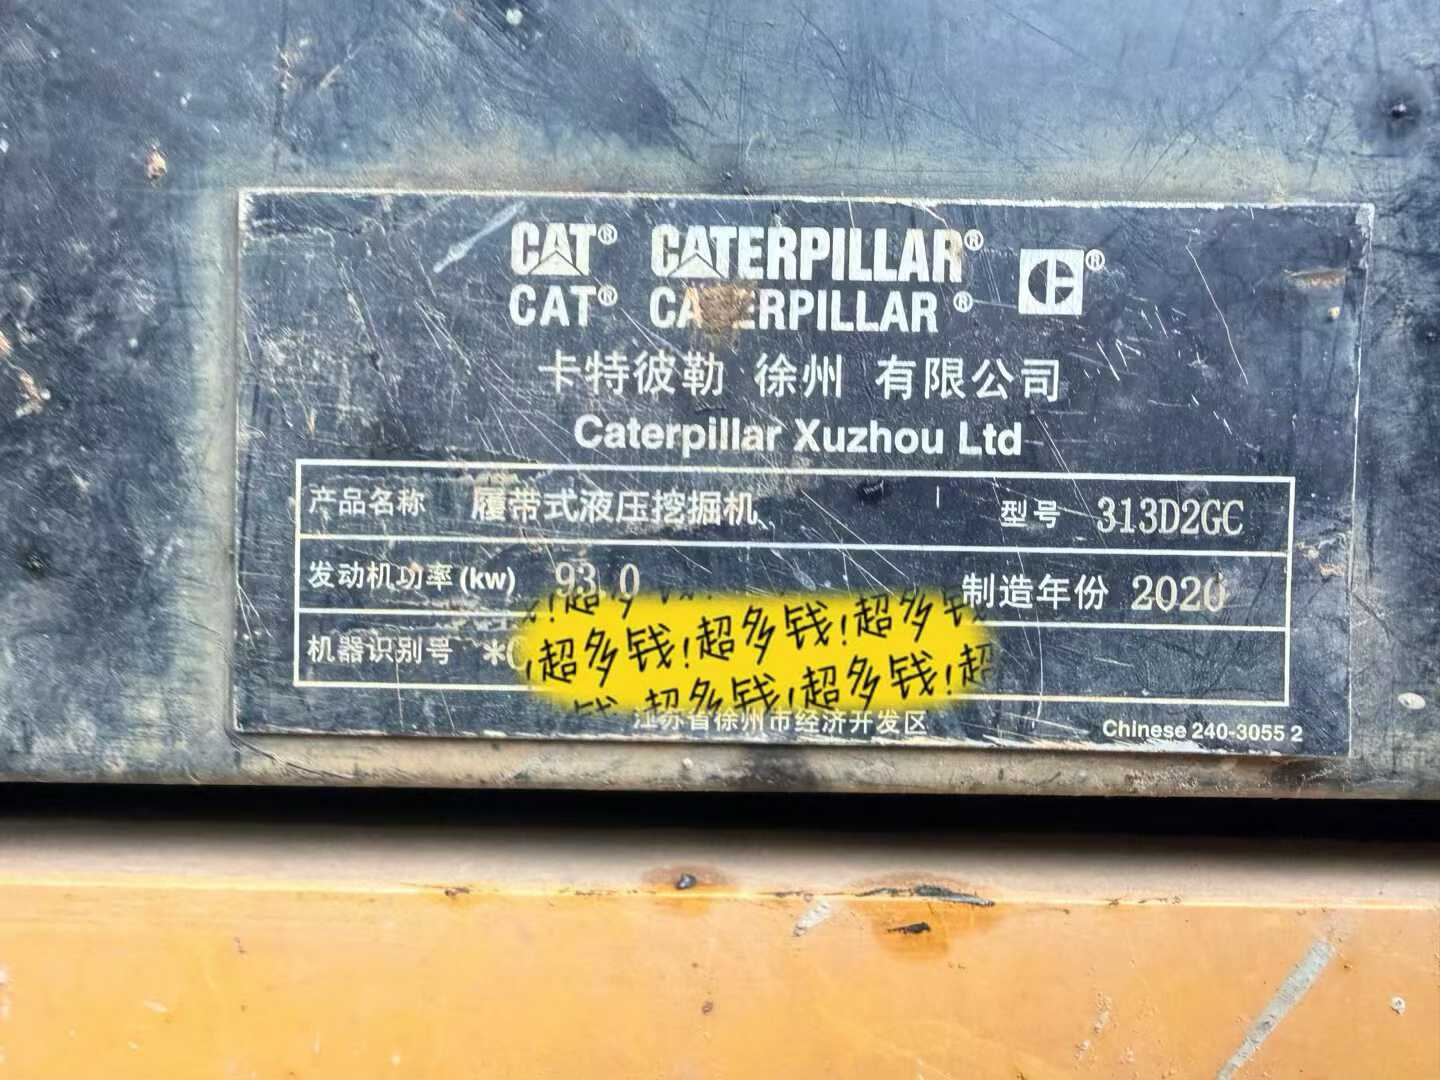 CAT® CATERPILLAR®
CAT® CATERPILLAR®
卡特彼勒 徐州 有限公司
Caterpillar Xuzhou Ltd
产品名称 履带式液压挖掘机 型号 313D2GC
发动机功率(kw) 93.0 制造年份 2020
机器识别号 *
超多钱!超多钱!超多钱
超多钱!超多钱!超
江苏省徐州市经济开发区
Chinese 240-3055 2